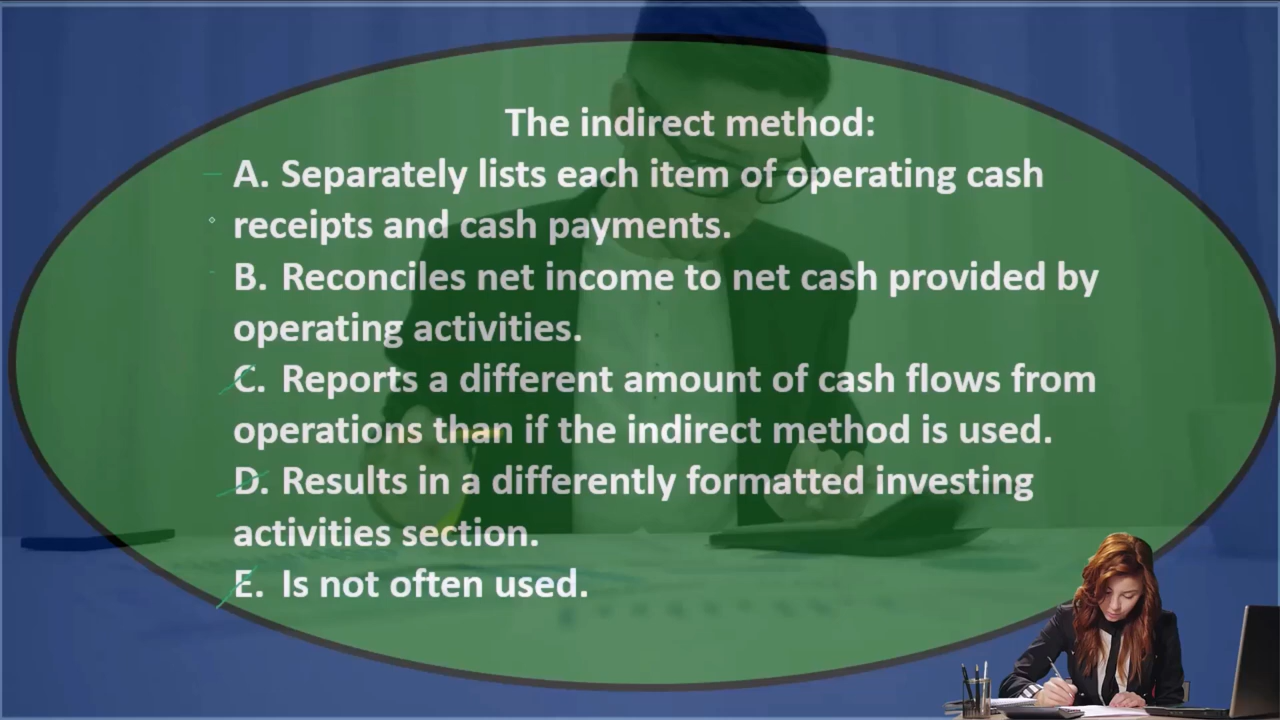 The indirect method:
A. Separately lists each item of operating cash
receipts and cash payments.
B. Reconciles net income to net cash provided by
operating activities.
C. Reports a different amount of cash flows from
operations than if the indirect method is used.
D. Results in a differently formatted investing
activities section.
E. Is not often used.